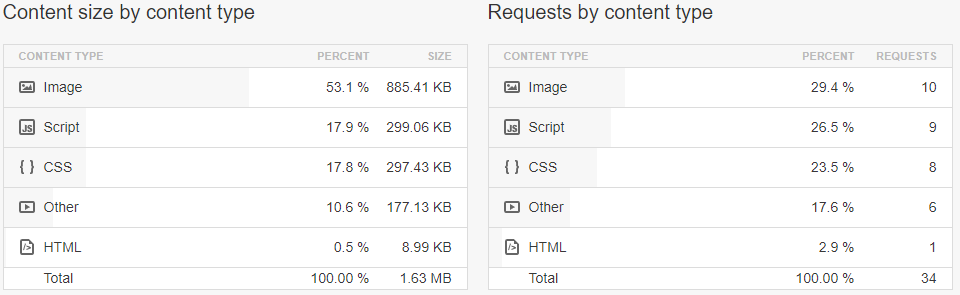 Content size by content type
CONTENT TYPE PERCENT SIZE
Image 53.1 % 885.41 KB
JS Script 17.9 % 299.06 KB
{ } CSS 17.8 % 297.43 KB
Other 10.6 % 177.13 KB
</> HTML 0.5 % 8.99 KB
Total 100.00 % 1.63 MB
Requests by content type
CONTENT TYPE PERCENT REQUESTS
Image 29.4 % 10
JS Script 26.5 % 9
{ } CSS 23.5 % 8
Other 17.6 % 6
</> HTML 2.9 % 1
Total 100.00 % 34